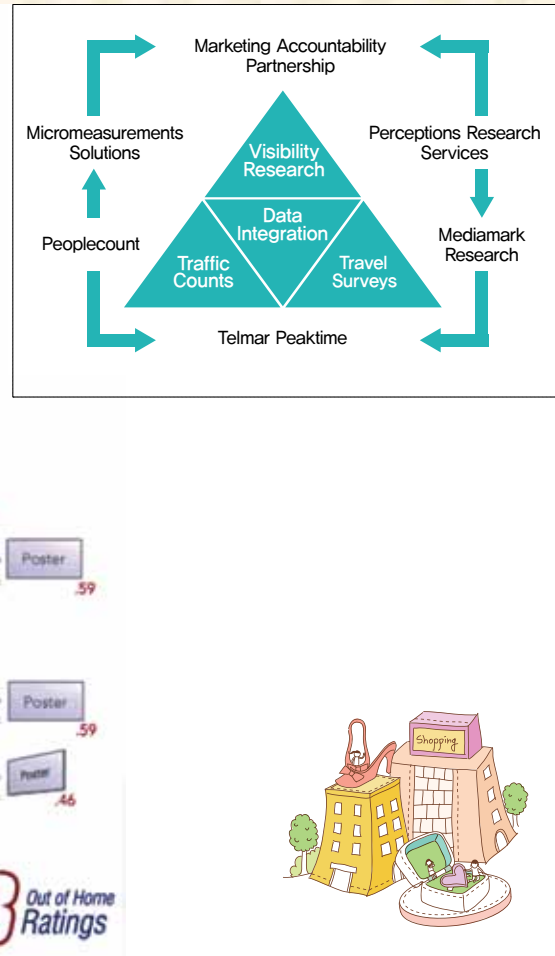 Marketing Accountability
Partnership
Micromeasurements
Solutions
Perceptions Research
Services
Visibility
Research
Data
Integration
Peoplecount
Mediamark
Research
Traffic
Counts
Travel
Surveys
Telmar Peaktime
Poster
.59
Poster
.59
Poster
.46
Out of Home
Ratings
Shopping